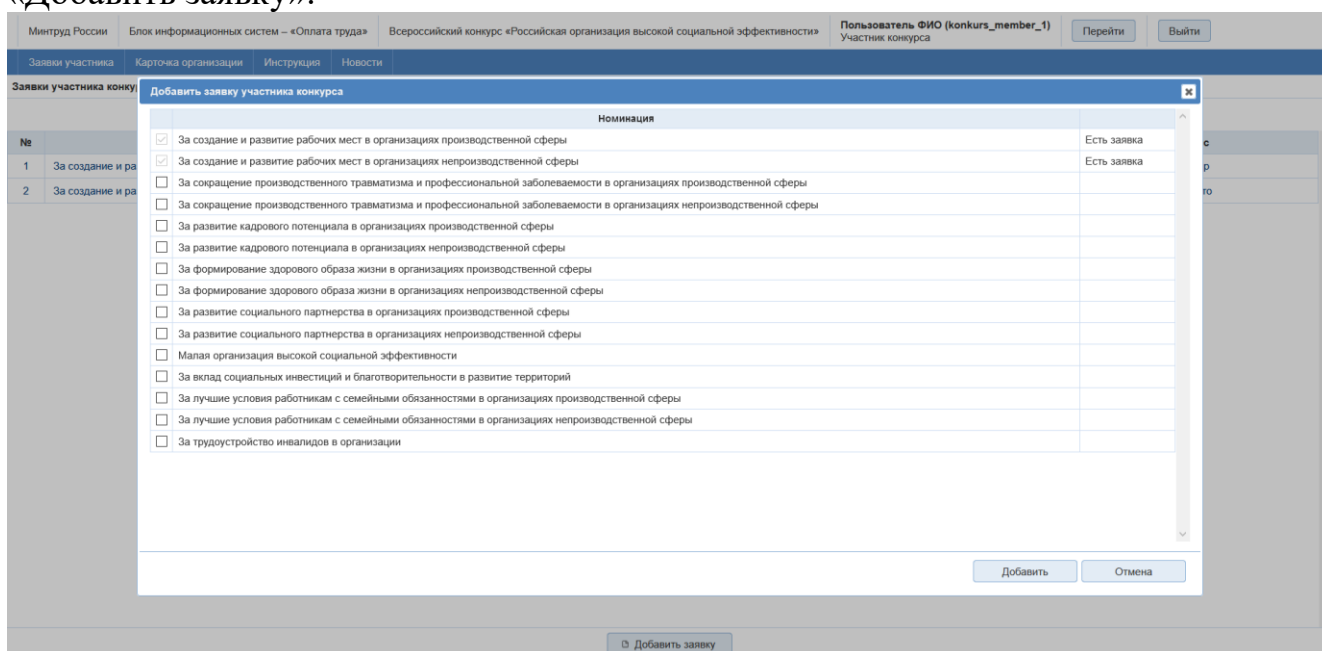 «Добавить заявку».
Минтруд России Блок информационных систем – «Оплата труда» Всероссийский конкурс «Российская организация высокой социальной эффективности» Пользователь ФИО (konkurs_member_1) Перейти Выйти
Участник конкурса
Заявки участника Карточка организации Инструкция Новости
Заявки участника
Добавить заявку участника конкурса
Номинация
№
За создание и развитие рабочих мест в организациях производственной сферы Есть заявка
1 За создание и
За создание и развитие рабочих мест в организациях непроизводственной сферы Есть заявка
2 За создание и
За сокращение производственного травматизма и профессиональной заболеваемости в организациях производственной сферы
За сокращение производственного травматизма и профессиональной заболеваемости в организациях непроизводственной сферы
За развитие кадрового потенциала в организациях производственной сферы
За развитие кадрового потенциала в организациях непроизводственной сферы
За формирование здорового образа жизни в организациях производственной сферы
За формирование здорового образа жизни в организациях непроизводственной сферы
За развитие социального партнерства в организациях производственной сферы
За развитие социального партнерства в организациях непроизводственной сферы
Малая организация высокой социальной эффективности
За вклад социальных инвестиций и благотворительности в развитие территорий
За лучшие условия работникам с семейными обязанностями в организациях производственной сферы
За лучшие условия работникам с семейными обязанностями в организациях непроизводственной сферы
За трудоустройство инвалидов в организации
Добавить Отмена
Добавить заявку